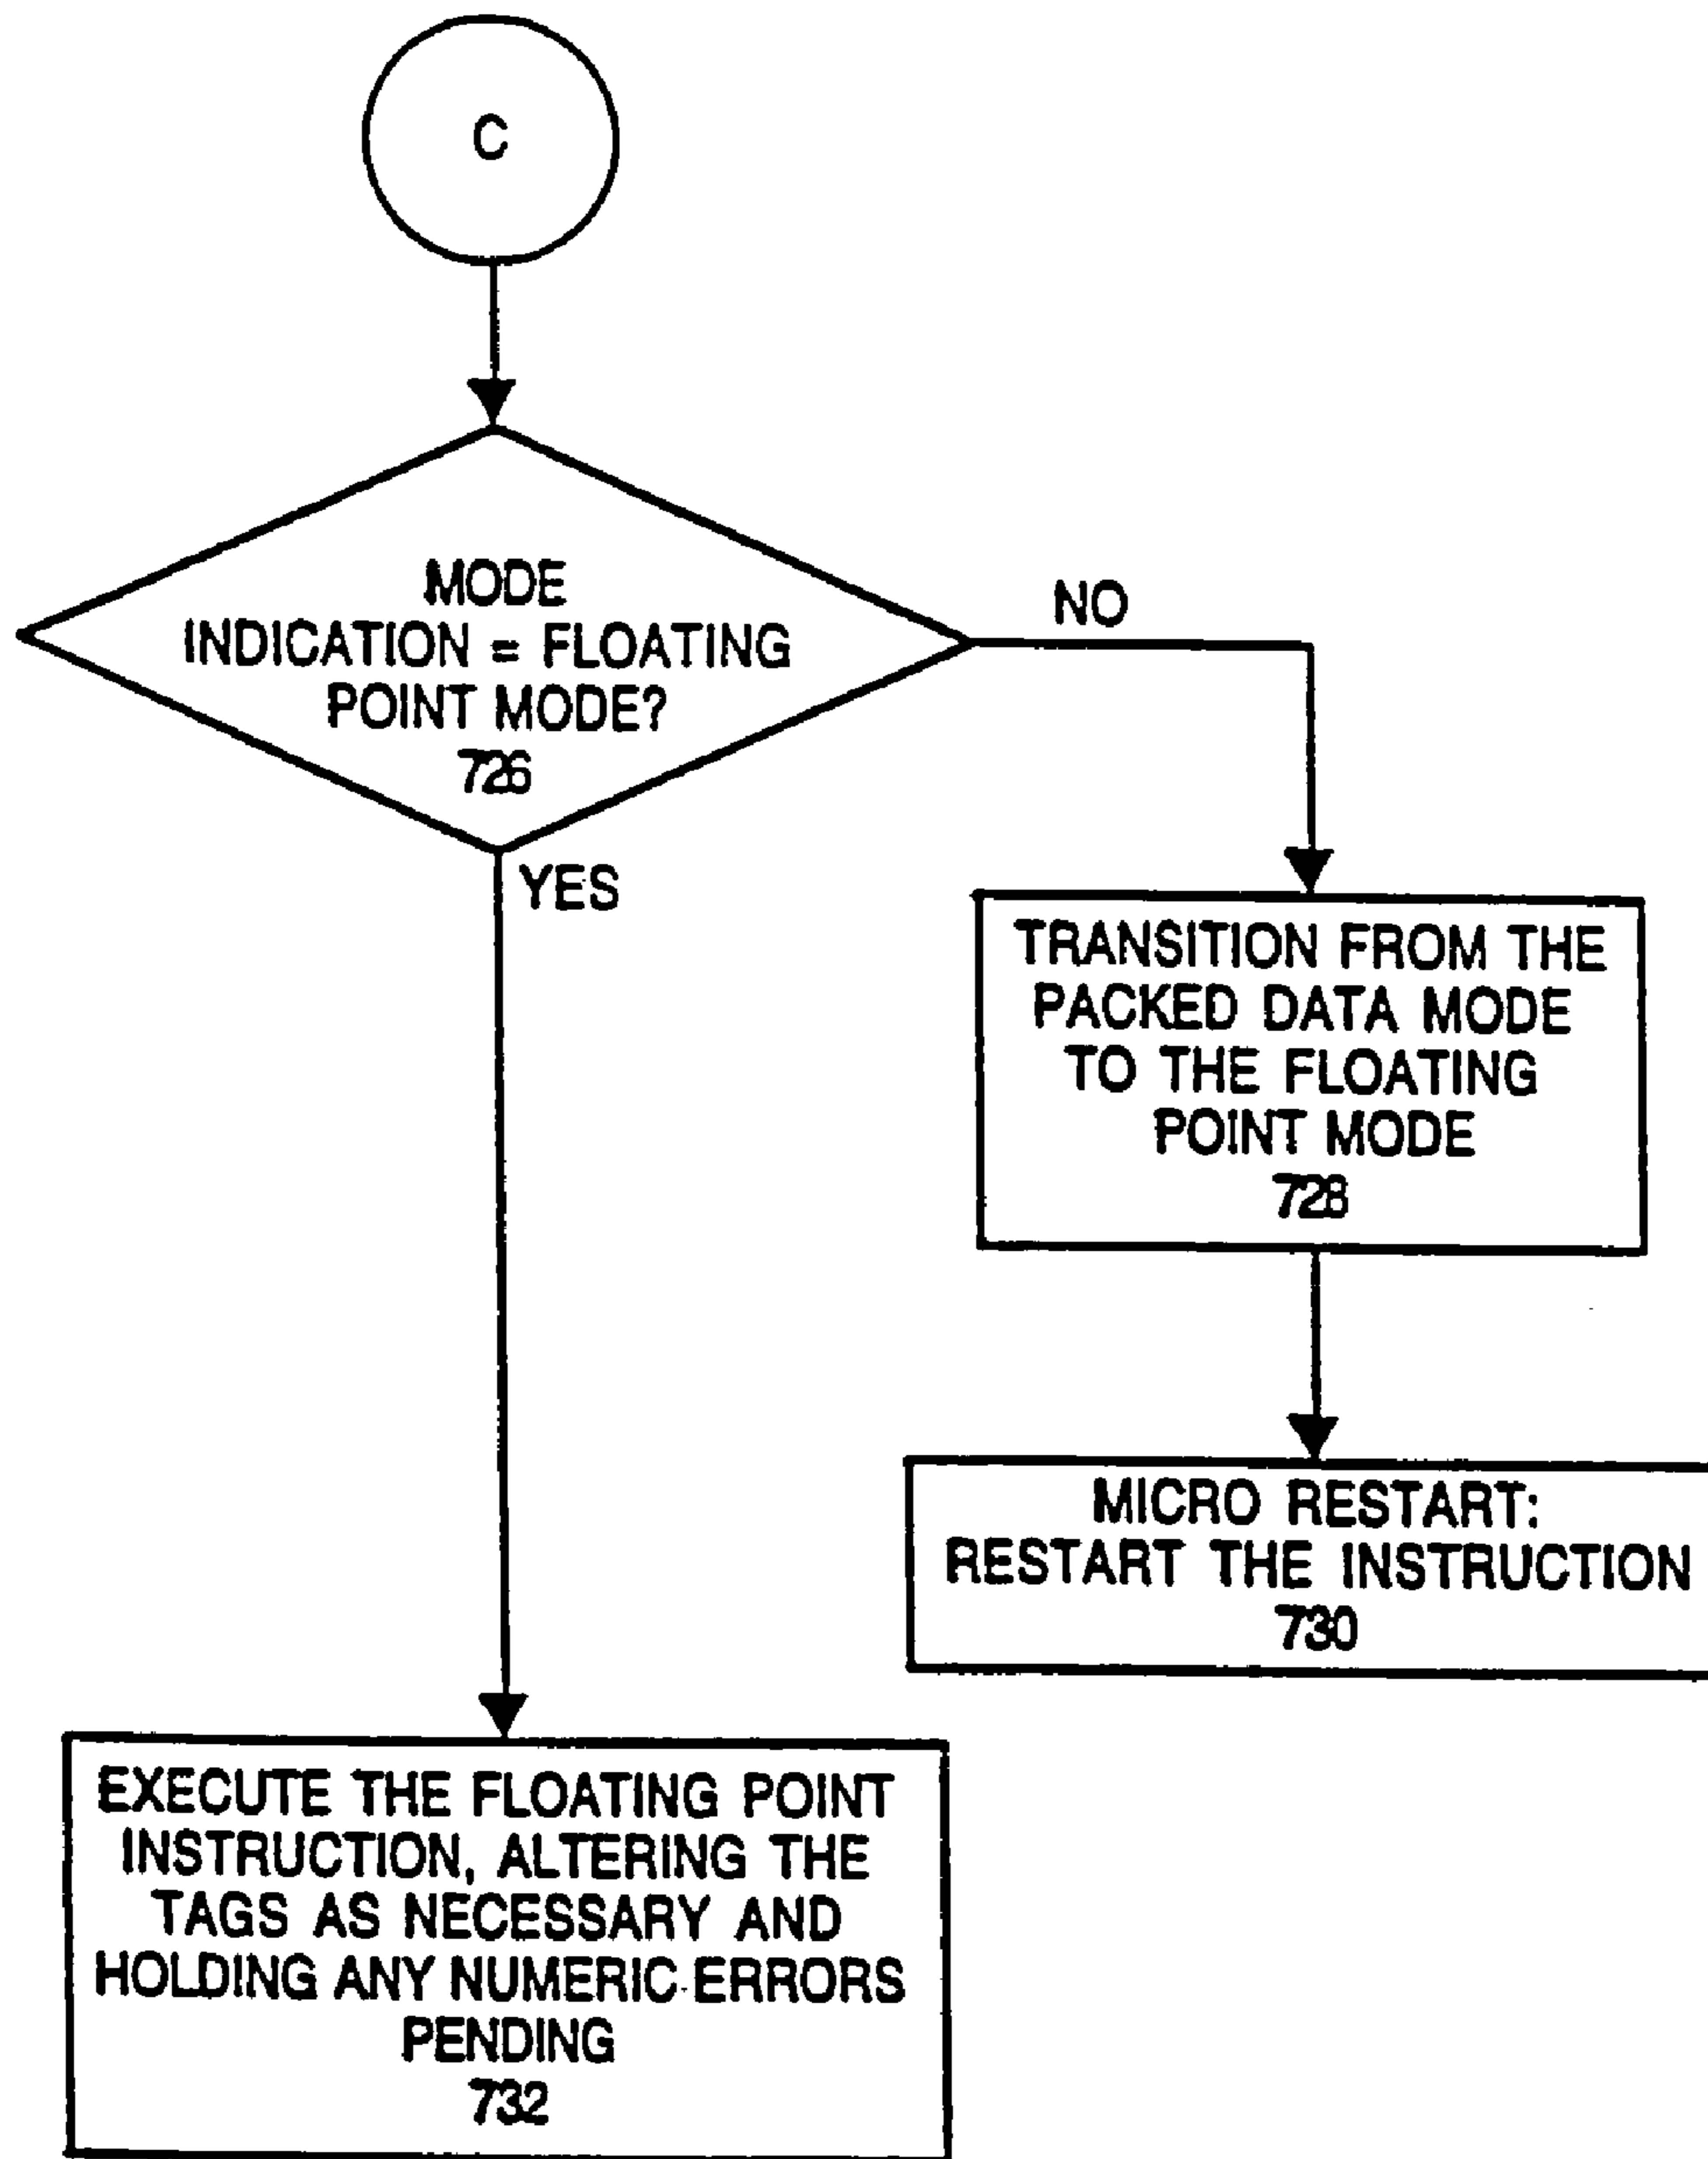 C
MODE
INDICATION = FLOATING
POINT MODE?
726
NO
YES
TRANSITION FROM THE
PACKED DATA MODE
TO THE FLOATING
POINT MODE
728
MICRO RESTART:
RESTART THE INSTRUCTION
730
EXECUTE THE FLOATING POINT
INSTRUCTION, ALTERING THE
TAGS AS NECESSARY AND
HOLDING ANY NUMERIC ERRORS
PENDING
732